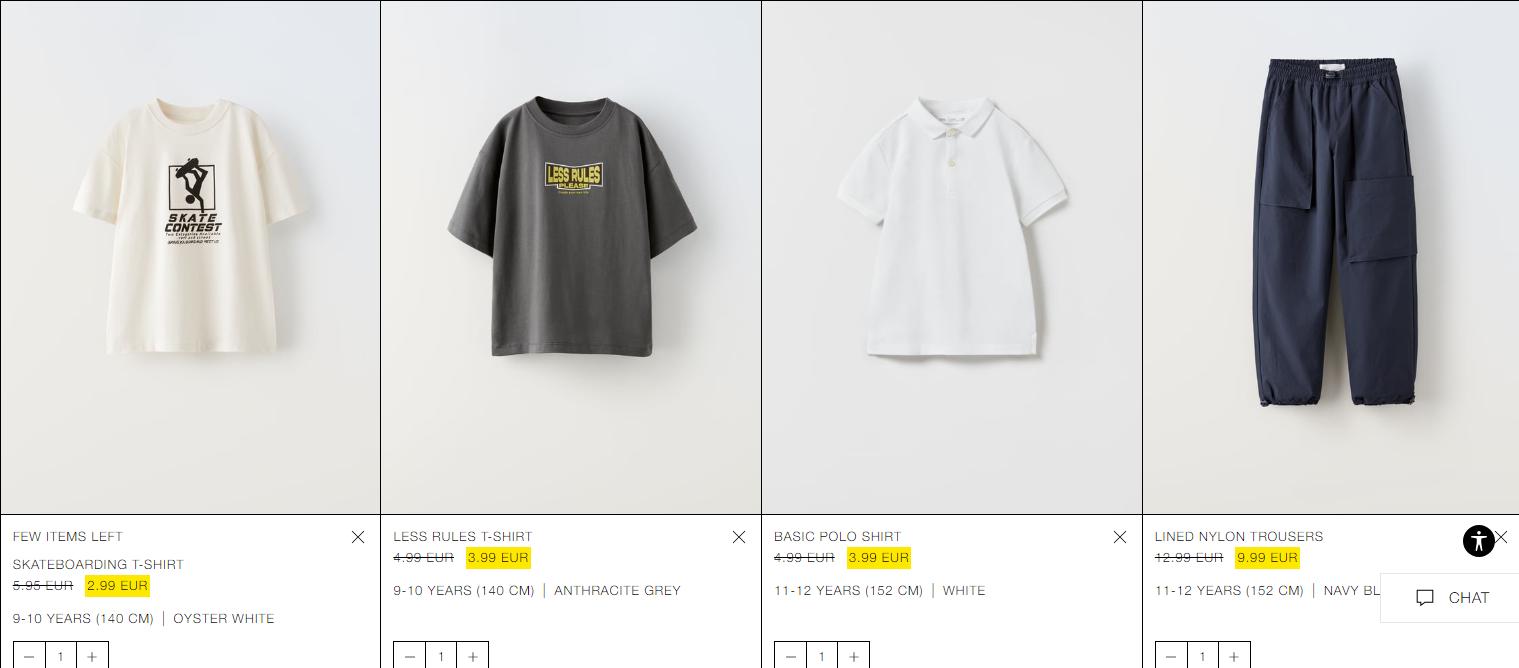 SKATE
CONTEST
LESS RULES
PLEASE
FEW ITEMS LEFT
SKATEBOARDING T-SHIRT
5.95 EUR 2.99 EUR
9-10 YEARS (140 CM) | OYSTER WHITE
1
LESS RULES T-SHIRT
4.99 EUR 3.99 EUR
9-10 YEARS (140 CM) | ANTHRACITE GREY
1
BASIC POLO SHIRT
4.99 EUR 3.99 EUR
11-12 YEARS (152 CM) | WHITE
1
LINED NYLON TROUSERS
12.99 EUR 9.99 EUR
11-12 YEARS (152 CM) | NAVY BL
1
CHAT